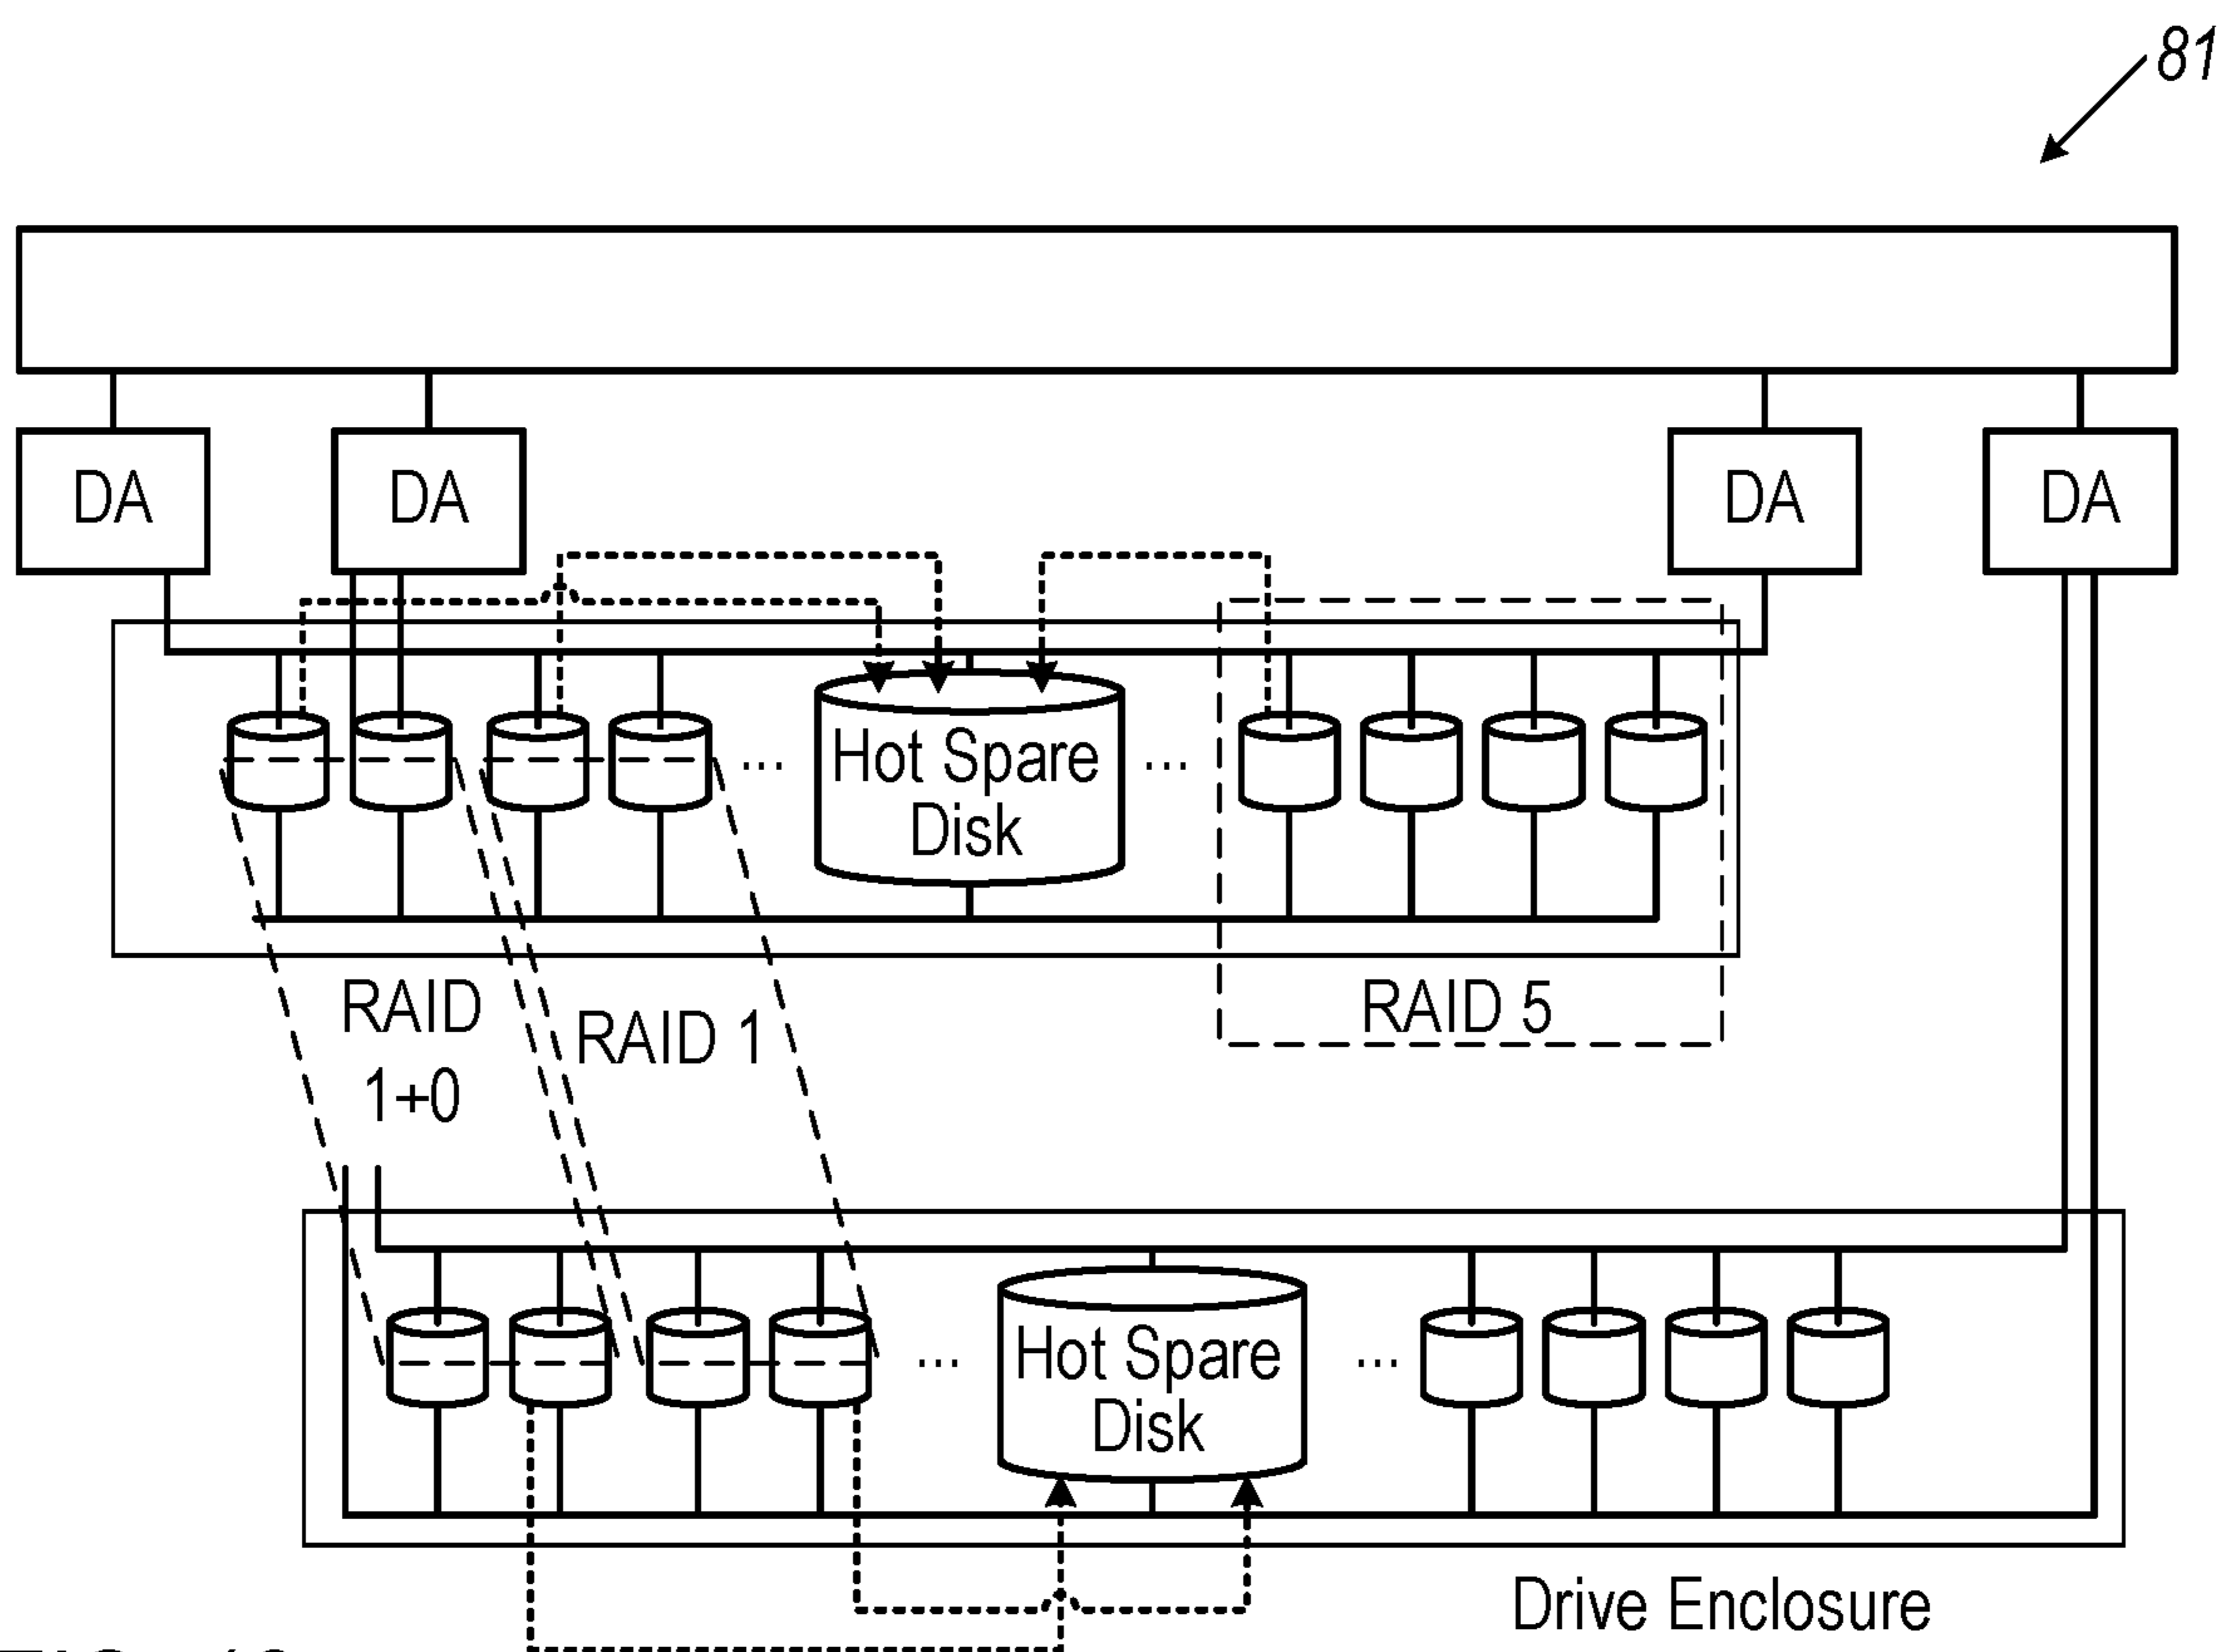 81
DA
DA
DA
DA
...
Hot Spare
Disk
...
RAID
1+0
RAID 1
RAID 5
...
Hot Spare
Disk
...
Drive Enclosure